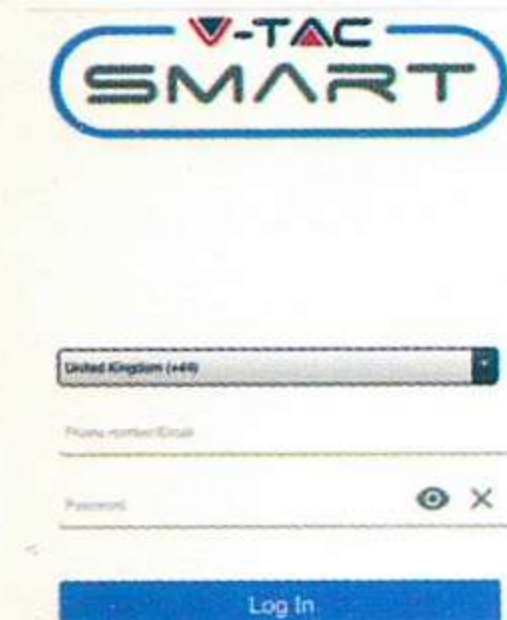 V-TAC
SMART
United Kingdom (+44)
Phone number/Email
Password
Log In